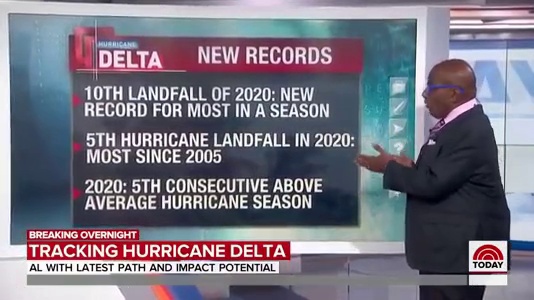 HURRICANE
DELTA
NEW RECORDS
10TH LANDFALL OF 2020: NEW
RECORD FOR MOST IN A SEASON
5TH HURRICANE LANDFALL IN 2020:
MOST SINCE 2005
2020: 5TH CONSECUTIVE ABOVE
AVERAGE HURRICANE SEASON
BREAKING OVERNIGHT
TRACKING HURRICANE DELTA
AL WITH LATEST PATH AND IMPACT POTENTIAL
TODAY